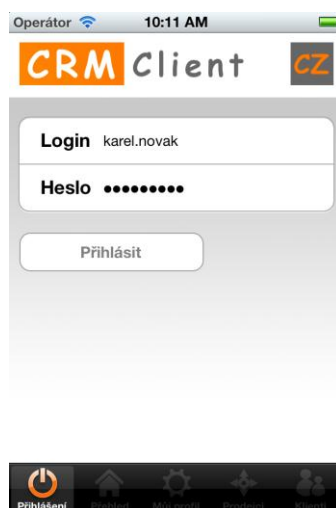 Operátor 10:11 AM
CRM Client CZ
Login karel.novak
Heslo •••••••••
Přihlásit
Přihlášení Přehled Můj profil Prodejci Klienti